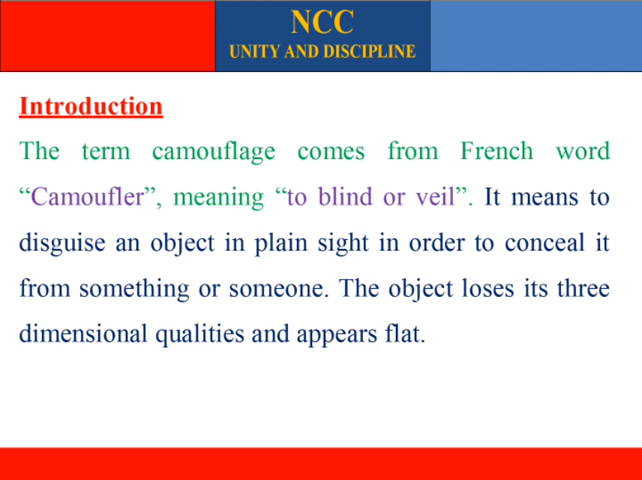 NCC
UNITY AND DISCIPLINE
Introduction
The term camouflage comes from French word
“Camoufler”, meaning “to blind or veil”. It means to
disguise an object in plain sight in order to conceal it
from something or someone. The object loses its three
dimensional qualities and appears flat.